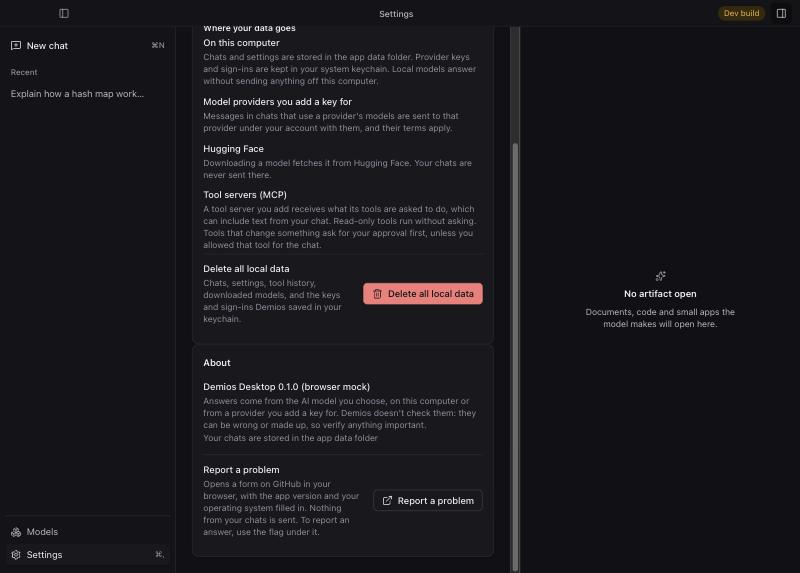 Settings
Dev build
New chat
⌘N
Recent
Explain how a hash map work...
Models
Settings
⌘,
Where your data goes
On this computer
Chats and settings are stored in the app data folder. Provider keys
and sign-ins are kept in your system keychain. Local models answer
without sending anything off this computer.
Model providers you add a key for
Messages in chats that use a provider's models are sent to that
provider under your account with them, and their terms apply.
Hugging Face
Downloading a model fetches it from Hugging Face. Your chats are
never sent there.
Tool servers (MCP)
A tool server you add receives what its tools are asked to do, which
can include text from your chat. Read-only tools run without asking.
Tools that change something ask for your approval first, unless you
allowed that tool for the chat.
Delete all local data
Chats, settings, tool history,
downloaded models, and the keys
and sign-ins Demios saved in your
keychain.
Delete all local data
About
Demios Desktop 0.1.0 (browser mock)
Answers come from the AI model you choose, on this computer or
from a provider you add a key for. Demios doesn't check them: they
can be wrong or made up, so verify anything important.
Your chats are stored in the app data folder
Report a problem
Opens a form on GitHub in your
browser, with the app version and your
operating system filled in. Nothing
from your chats is sent. To report an
answer, use the flag under it.
Report a problem
No artifact open
Documents, code and small apps the
model makes will open here.